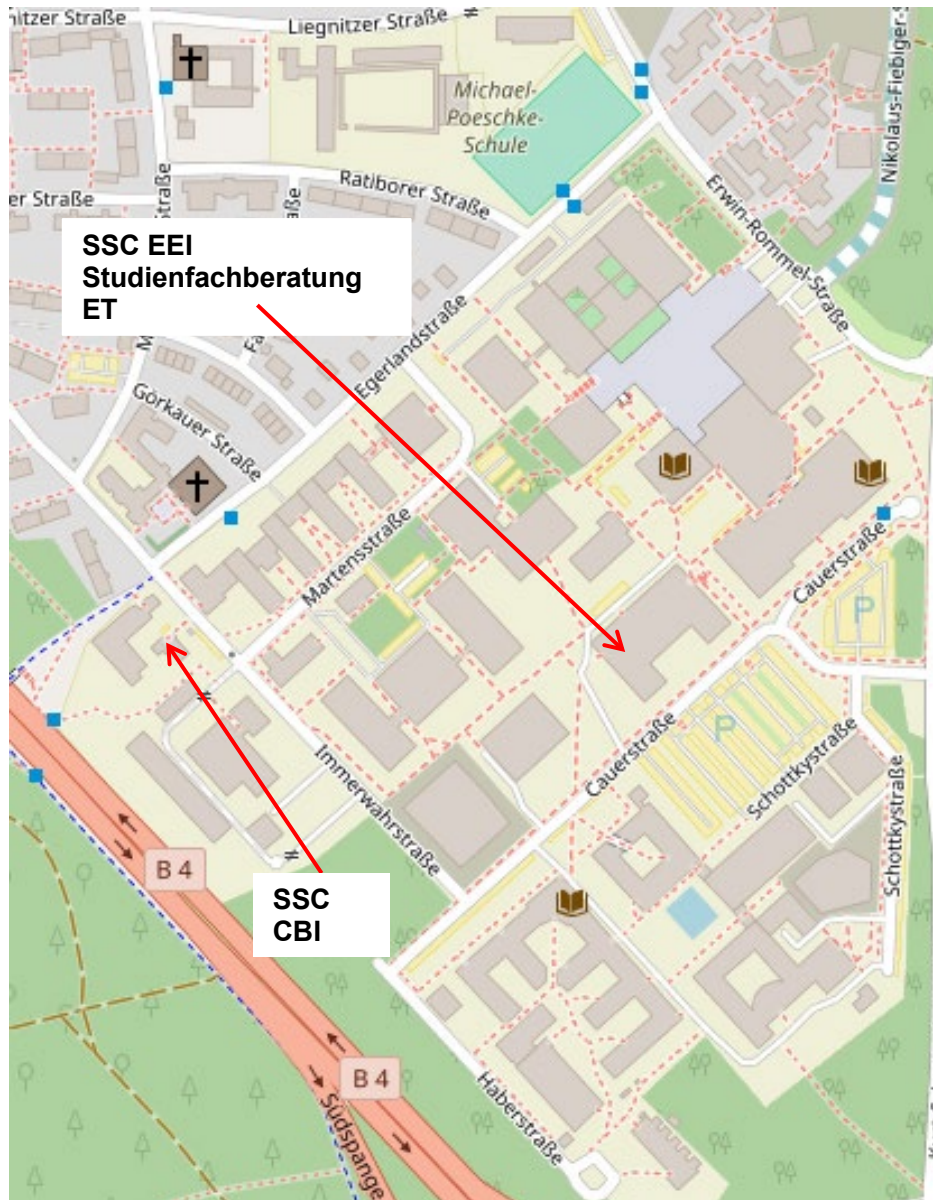 itzer Straße
Liegnitzer Straße
Michael-
Poeschke-
Schule
Nikolaus-Fiebiger-S
er Straße
Straße
Ratiborer Straße
Erwin-Rommel-Straße
SSC EEI
Studienfachberatung
ET
Egerlandstraße
Görkauer Straße
Martensstraße
Cauerstraße
P
P
Immerwahrstraße
Cauerstraße
Schottkystraße
Schottkystraße
B 4
SSC
CBI
B 4
Südspange
Haberstraße